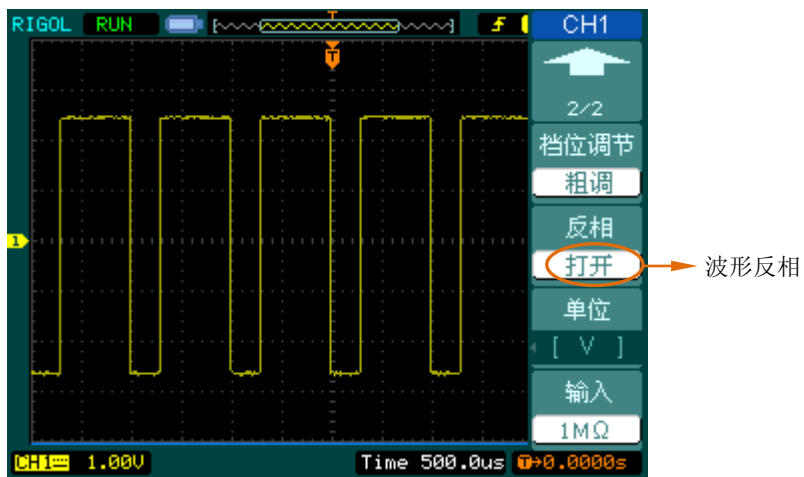 RIGOL RUN T CH1
T
2/2
档位调节
粗调
反相
1
打开
波形反相
单位
[ V ]
输入
1MΩ
CH1 1.00V Time 500.0us T→0.0000s